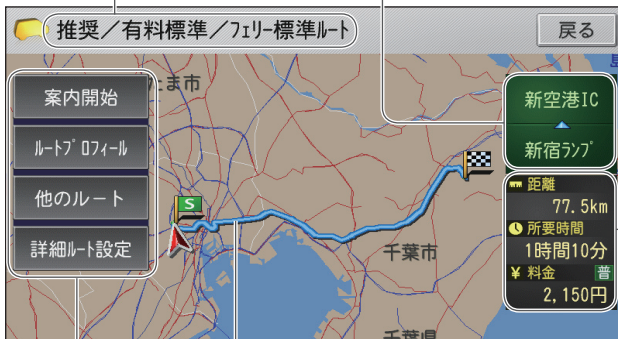 推奨／有料標準／フェリー標準ルート
戻る
案内開始
ルートプロフィール
他のルート
詳細ルート設定
たま市
S
千葉市
千葉県
新空港IC
新宿ランプ
距離
77.5km
所要時間
1時間10分
¥ 料金 普
2,150円